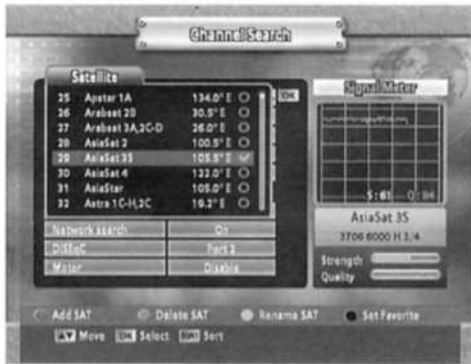 Channel Search
Satellite
25 Apstar 1A 134.0° E
26 Arabsat 2B 30.5° E
27 Arabsat 3A,2C-D 26.0° E
28 AsiaSat 2 100.5° E
29 AsiaSat 3S 105.5° E
30 AsiaSat 4 122.0° E
31 AsiaStar 105.0° E
32 Astra 1C-H,2C 19.2° E
OK
Network search On
DiSEqC Port 2
Motor Disable
Signal Meter
S:61 Q:84
AsiaSat 3S
3706 6000 H 3/4
Strength
Quality
Add SAT Delete SAT Rename SAT Set Favorite
Move OK Select Sort